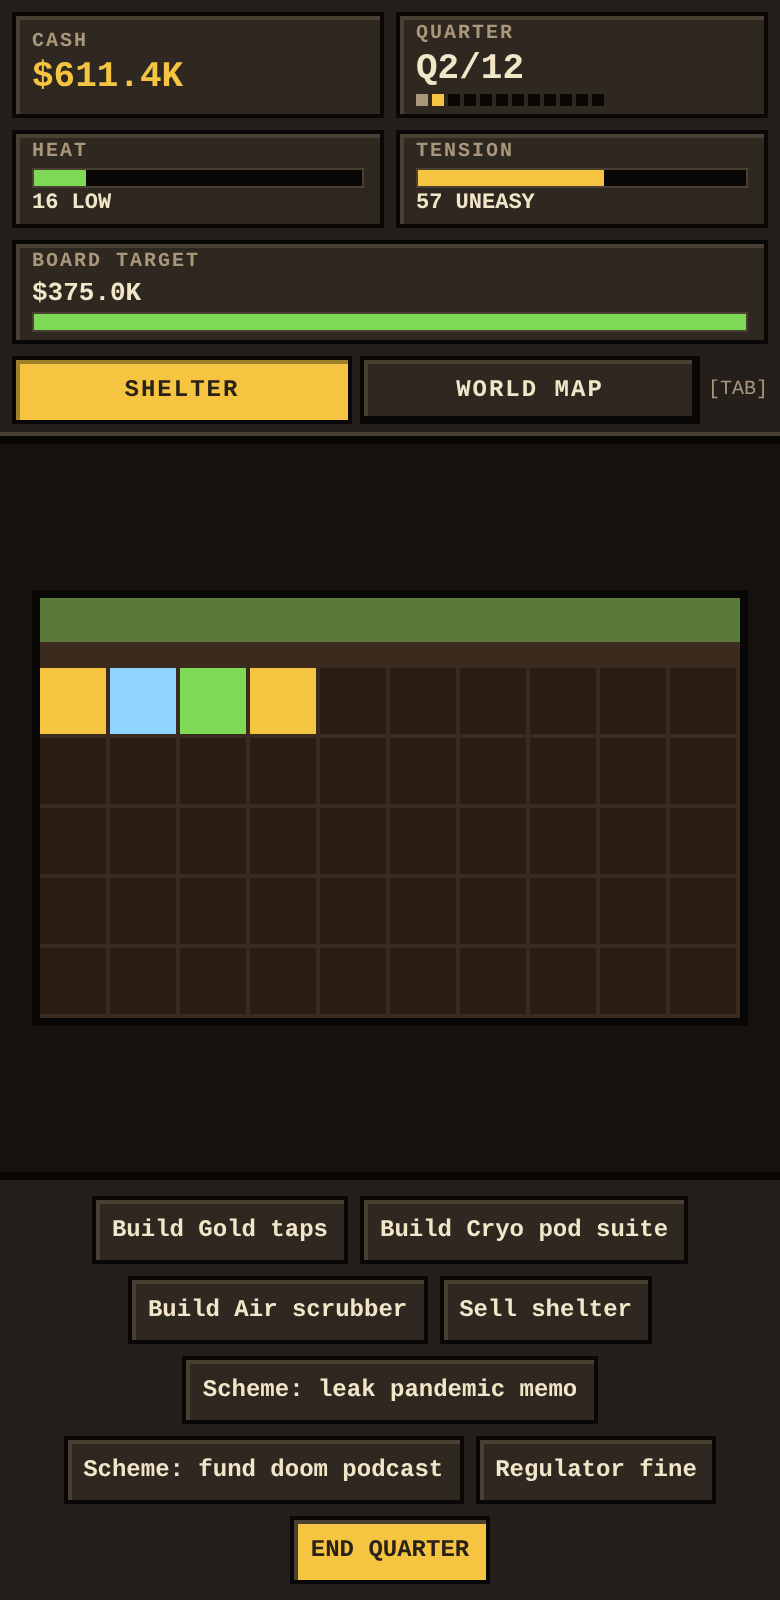 CASH
$611.4K
QUARTER
Q2/12
HEAT
16 LOW
TENSION
57 UNEASY
BOARD TARGET
$375.0K
SHELTER
WORLD MAP
[TAB]
Build Gold taps
Build Cryo pod suite
Build Air scrubber
Sell shelter
Scheme: leak pandemic memo
Scheme: fund doom podcast
Regulator fine
END QUARTER